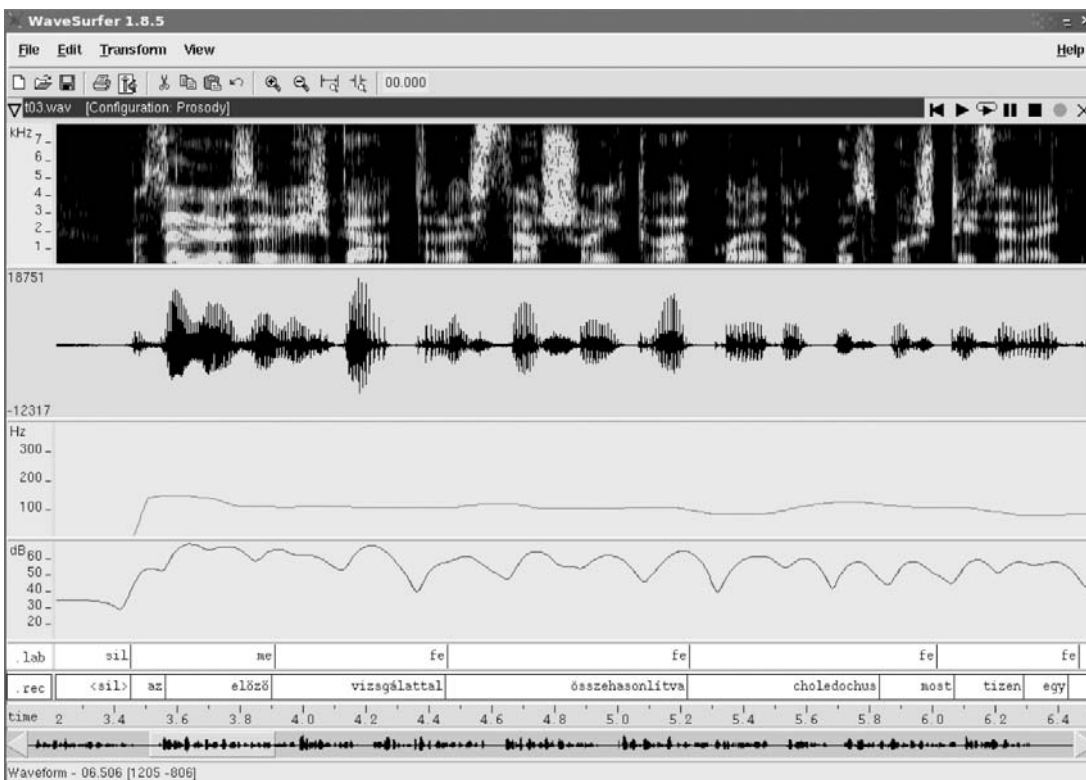 WaveSurfer 1.8.5
File Edit Transform View Help
00.000
t03.wav [Configuration: Prosody]
kHz 7
6
5
4
3
2
1
18751
-12317
Hz
300
200
100
dB 60
50
40
30
20
.lab sil me fe fe fe fe
.rec <sil> az előző vizsgálattal összehasonlítva choledochus most tizen egy
time 2 3.4 3.6 3.8 4.0 4.2 4.4 4.6 4.8 5.0 5.2 5.4 5.6 5.8 6.0 6.2 6.4
Waveform - 06.506 [1205 -806]